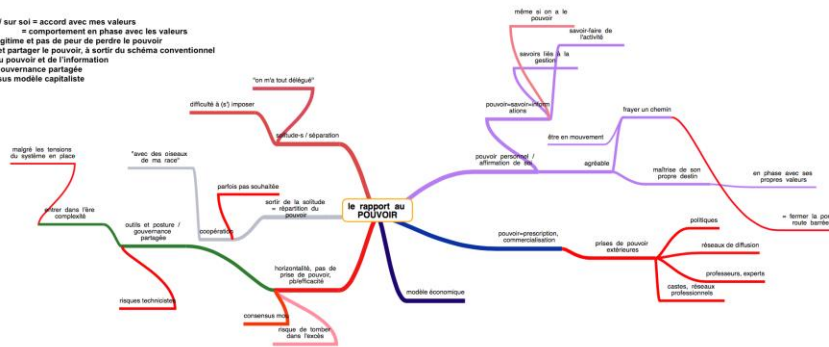 / sur soi = accord avec mes valeurs
= comportement en phase avec les valeurs
gitime et pas de peur de perdre le pouvoir
et partager le pouvoir, à sortir du schéma conventionnel
u pouvoir et de l'information
ouvernance partagée
sus modèle capitaliste
même si on a le
pouvoir
savoir-faire de
l'activité
savoirs liés à la
gestion
pouvoir=savoir=inform
ations
"on m'a tout délégué"
difficulté à (s') imposer
solitude-s / séparation
frayer un chemin
être en mouvement
pouvoir personnel /
affirmation de soi
agréable
maîtrise de son
propre destin
en phase avec ses
propres valeurs
malgré les tensions
du système en place
"avec des oiseaux
de ma race"
parfois pas souhaitée
sortir de la solitude
= répartition du
pouvoir
le rapport au
POUVOIR
entrer dans l'ère
complexité
outils et posture /
gouvernance
partagée
coopération
= fermer la por
route barrée
politiques
pouvoir=prescription,
commercialisation
prises de pouvoir
extérieures
réseaux de diffusion
horizontalité, pas de
prise de pouvoir,
pb/efficacité
professeurs, experts
castes, réseaux
professionnels
modèle économique
risques technicistes
consensus mou
risque de tomber
dans l'excès